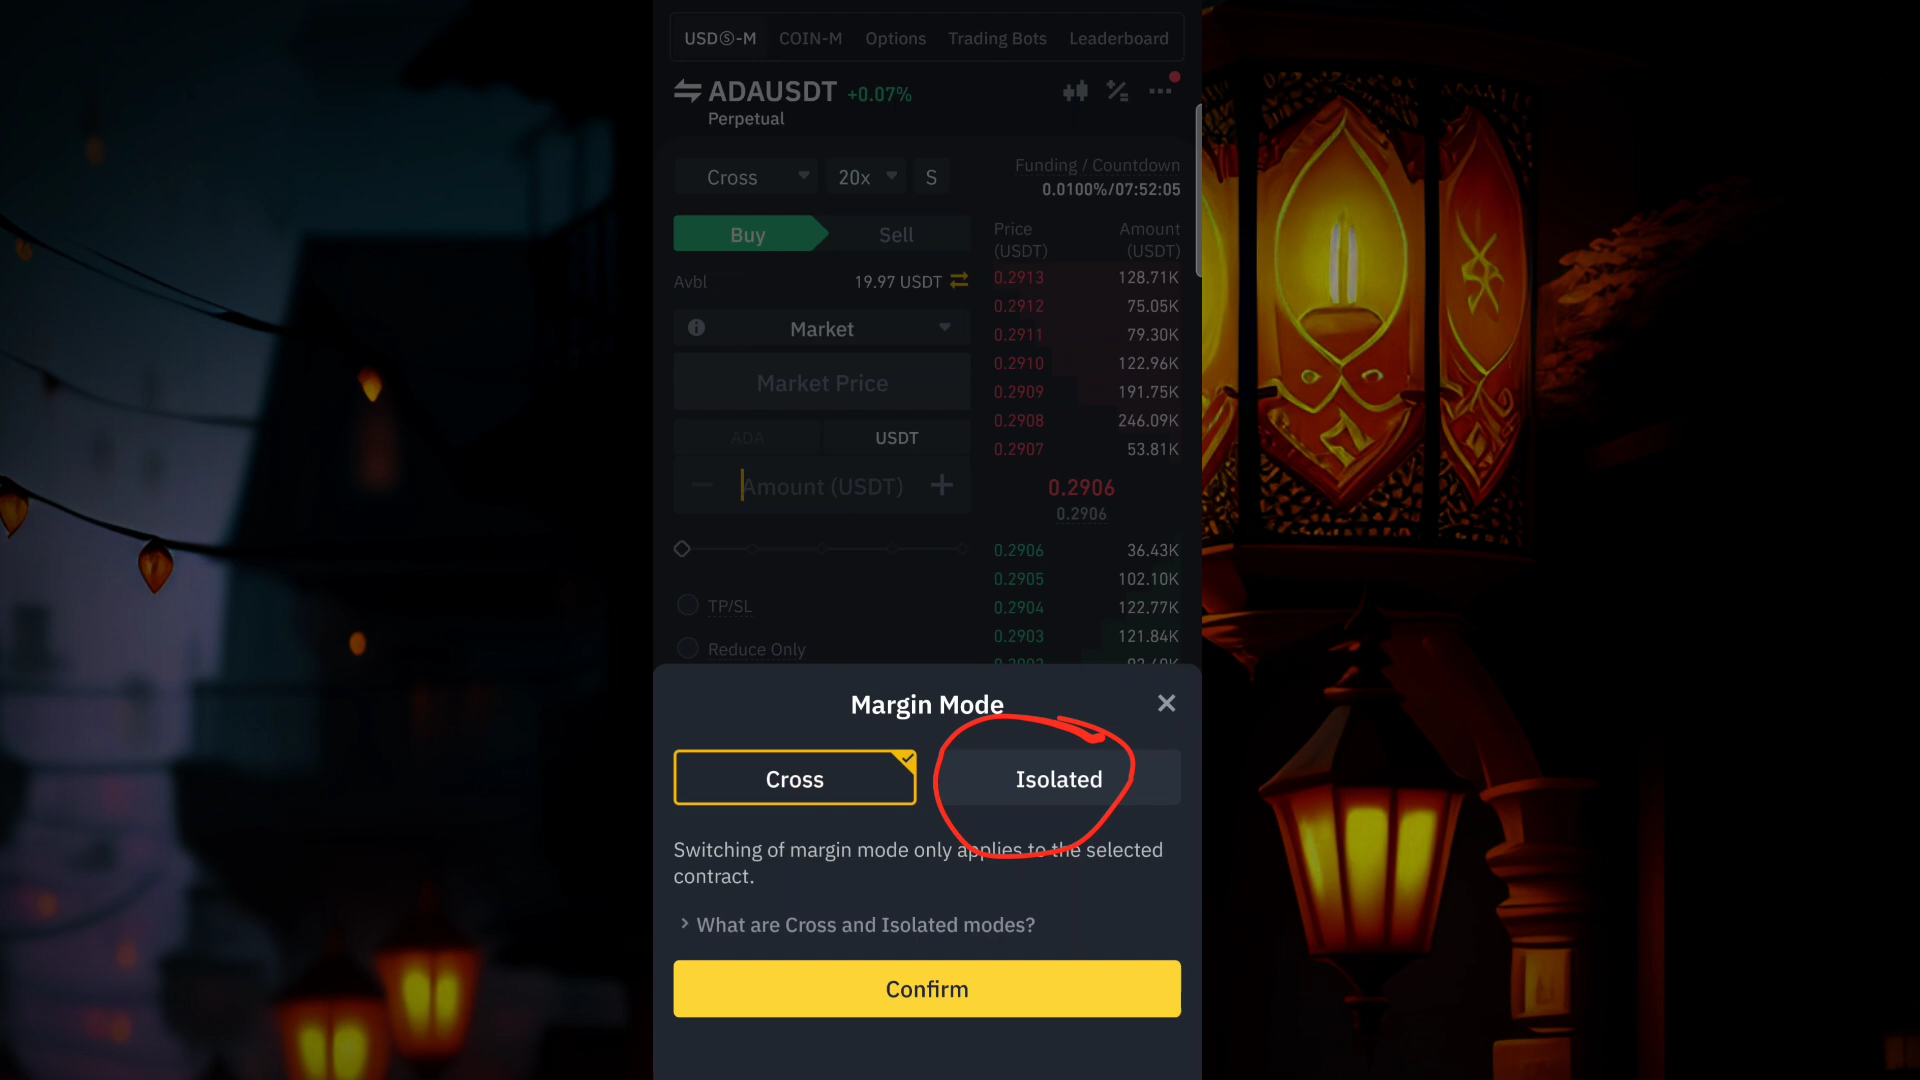 USDⓈ-M COIN-M Options Trading Bots Leaderboard
ADAUSDT +0.07%
Perpetual
Cross 20x S
Funding / Countdown
0.0100%/07:52:05
Buy Sell
Price Amount
(USDT) (USDT)
Avbl 19.97 USDT
Market
Market Price
ADA USDT
Amount (USDT)
TP/SL
Reduce Only
0.2913 128.71K
0.2912 75.05K
0.2911 79.30K
0.2910 122.96K
0.2909 191.75K
0.2908 246.09K
0.2907 53.81K
0.2906
0.2906
0.2906 36.43K
0.2905 102.10K
0.2904 122.77K
0.2903 121.84K
Margin Mode
Cross Isolated
Switching of margin mode only applies to the selected
contract.
What are Cross and Isolated modes?
Confirm